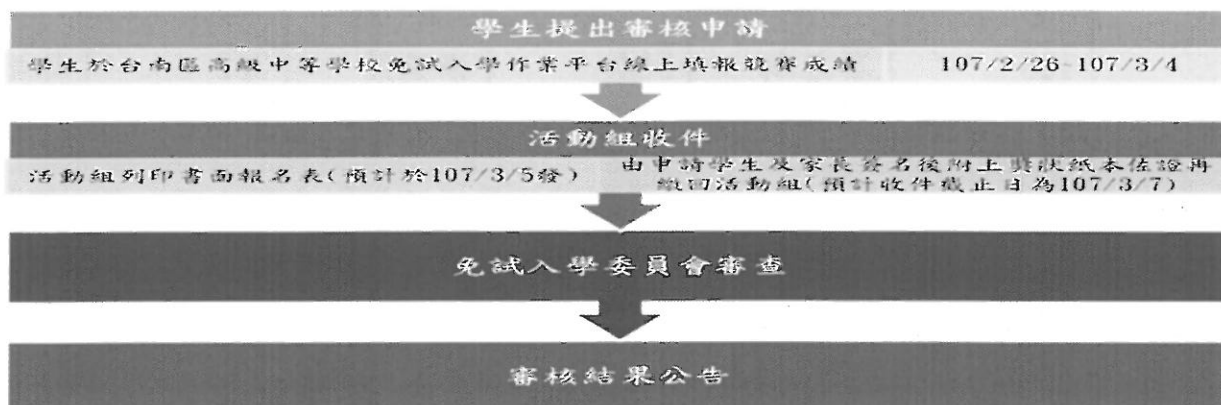 學生提出審核申請
學生於台南區高級中等學校免試入學作業平台線上填報競賽成績
107/2/26-107/3/4
活動組收件
活動組列印書面報名表(預計於107/3/5發)
由申請學生及家長簽名後附上獎狀紙本佐證再
繳回活動組(預計收件截止日為107/3/7)
免試入學委員會審查
審核結果公告